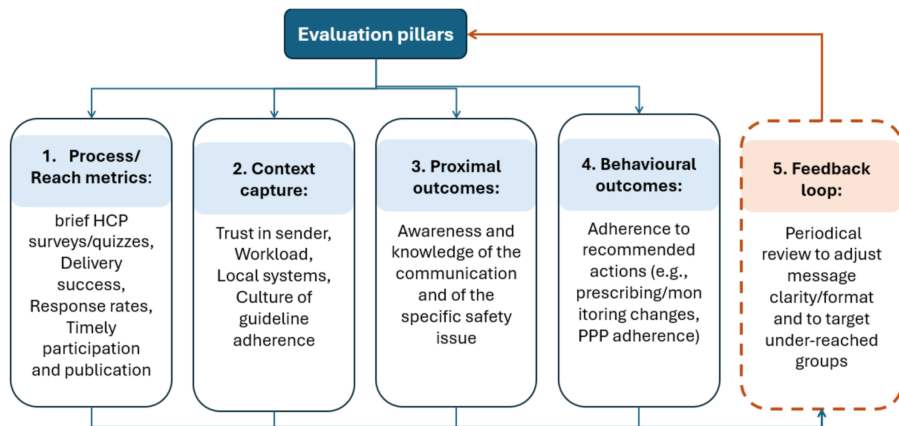 Evaluation pillars
1. Process/
Reach metrics:
brief HCP
surveys/quizzes,
Delivery
success,
Response rates,
Timely
participation
and publication
2. Context
capture:
Trust in sender,
Workload,
Local systems,
Culture of
guideline
adherence
3. Proximal
outcomes:
Awareness and
knowledge of the
communication
and of the
specific safety
issue
4. Behavioural
outcomes:
Adherence to
recommended
actions (e.g.,
prescribing/mon
itoring changes,
PPP adherence)
5. Feedback
loop:
Periodical
review to adjust
message
clarity/format
and to target
under-reached
groups